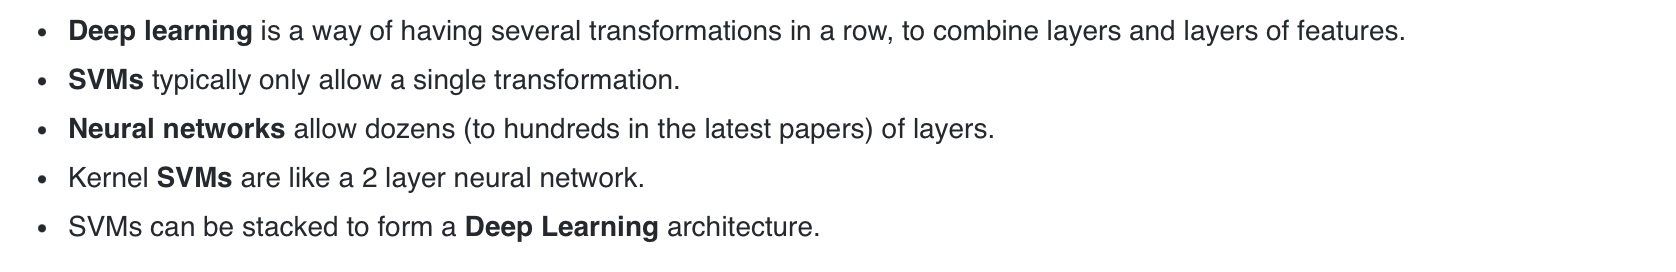 • Deep learning is a way of having several transformations in a row, to combine layers and layers of features.
• SVMs typically only allow a single transformation.
• Neural networks allow dozens (to hundreds in the latest papers) of layers.
• Kernel SVMs are like a 2 layer neural network.
• SVMs can be stacked to form a Deep Learning architecture.